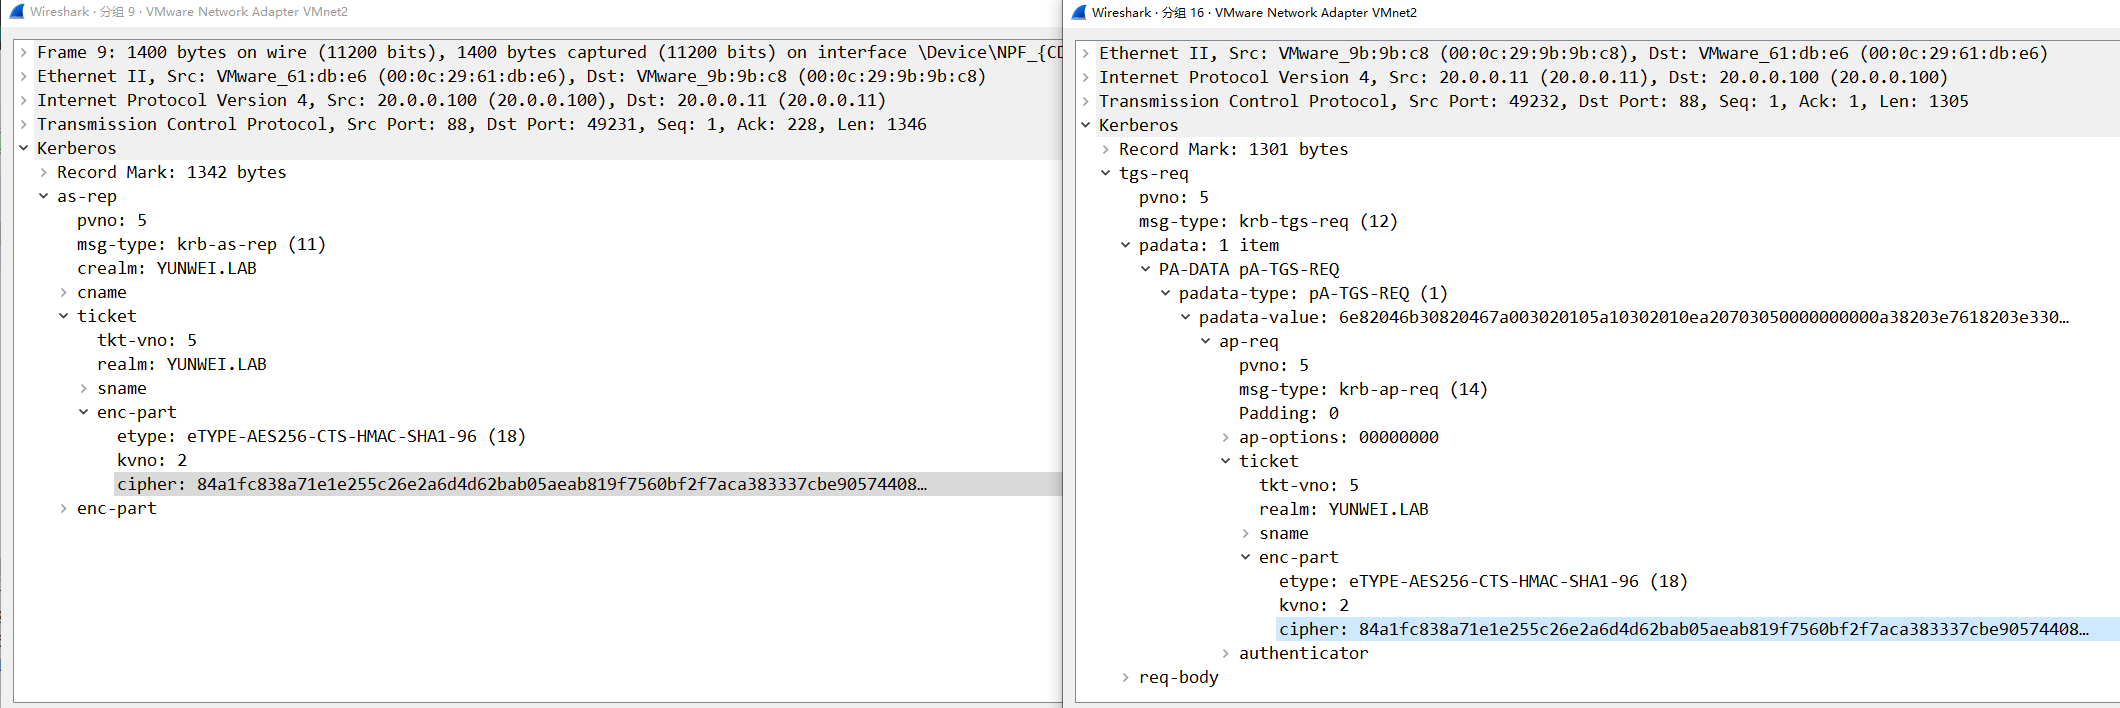 Wireshark · 分组 9 · VMware Network Adapter VMnet2
Frame 9: 1400 bytes on wire (11200 bits), 1400 bytes captured (11200 bits) on interface \Device\NPF_{CD
Ethernet II, Src: VMware_61:db:e6 (00:0c:29:61:db:e6), Dst: VMware_9b:9b:c8 (00:0c:29:9b:9b:c8)
Internet Protocol Version 4, Src: 20.0.0.100 (20.0.0.100), Dst: 20.0.0.11 (20.0.0.11)
Transmission Control Protocol, Src Port: 88, Dst Port: 49231, Seq: 1, Ack: 228, Len: 1346
Kerberos
Record Mark: 1342 bytes
as-rep
pvno: 5
msg-type: krb-as-rep (11)
crealm: YUNWEI.LAB
cname
ticket
tkt-vno: 5
realm: YUNWEI.LAB
sname
enc-part
etype: eTYPE-AES256-CTS-HMAC-SHA1-96 (18)
kvno: 2
cipher: 84a1fc838a71e1e255c26e2a6d4d62bab05aeab819f7560bf2f7aca383337cbe90574408…
enc-part
Wireshark · 分组 16 · VMware Network Adapter VMnet2
Ethernet II, Src: VMware_9b:9b:c8 (00:0c:29:9b:9b:c8), Dst: VMware_61:db:e6 (00:0c:29:61:db:e6)
Internet Protocol Version 4, Src: 20.0.0.11 (20.0.0.11), Dst: 20.0.0.100 (20.0.0.100)
Transmission Control Protocol, Src Port: 49232, Dst Port: 88, Seq: 1, Ack: 1, Len: 1305
Kerberos
Record Mark: 1301 bytes
tgs-req
pvno: 5
msg-type: krb-tgs-req (12)
padata: 1 item
PA-DATA pA-TGS-REQ
padata-type: pA-TGS-REQ (1)
padata-value: 6e82046b30820467a003020105a10302010ea20703050000000000a38203e7618203e330…
ap-req
pvno: 5
msg-type: krb-ap-req (14)
Padding: 0
ap-options: 00000000
ticket
tkt-vno: 5
realm: YUNWEI.LAB
sname
enc-part
etype: eTYPE-AES256-CTS-HMAC-SHA1-96 (18)
kvno: 2
cipher: 84a1fc838a71e1e255c26e2a6d4d62bab05aeab819f7560bf2f7aca383337cbe90574408…
authenticator
req-body